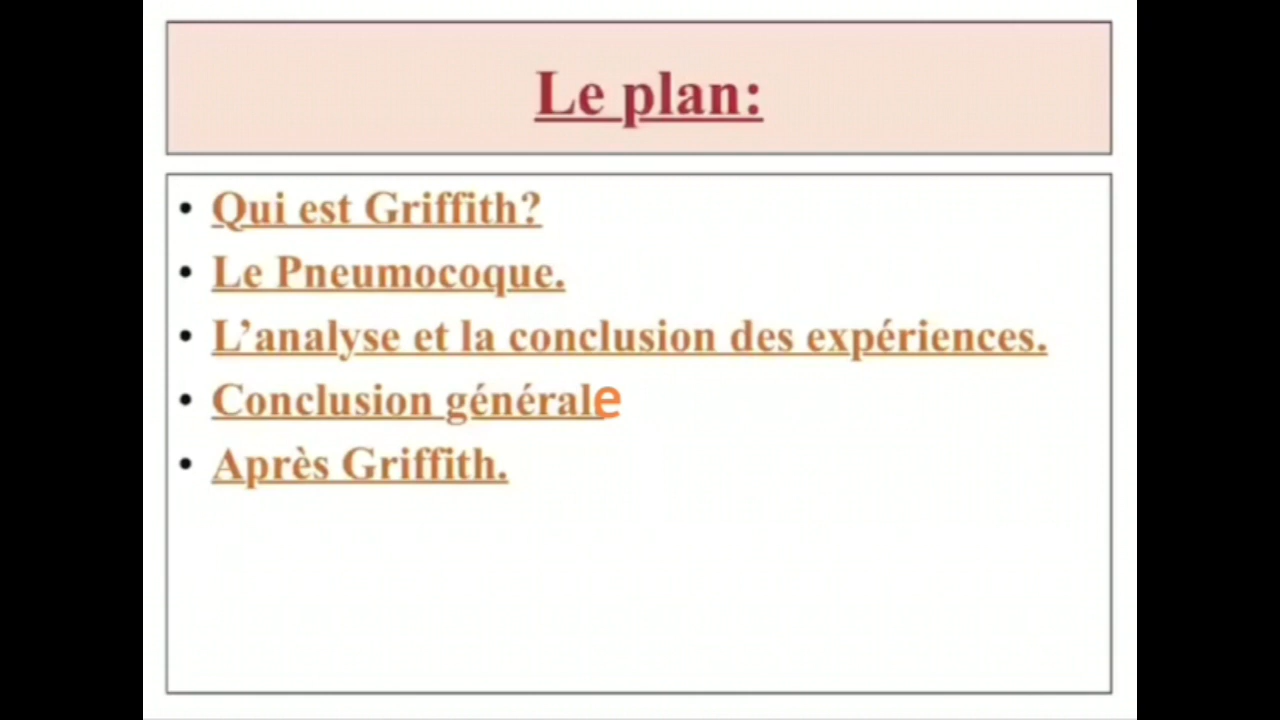 Le plan:
• Qui est Griffith?
• Le Pneumocoque.
• L’analyse et la conclusion des expériences.
• Conclusion générale
• Après Griffith.